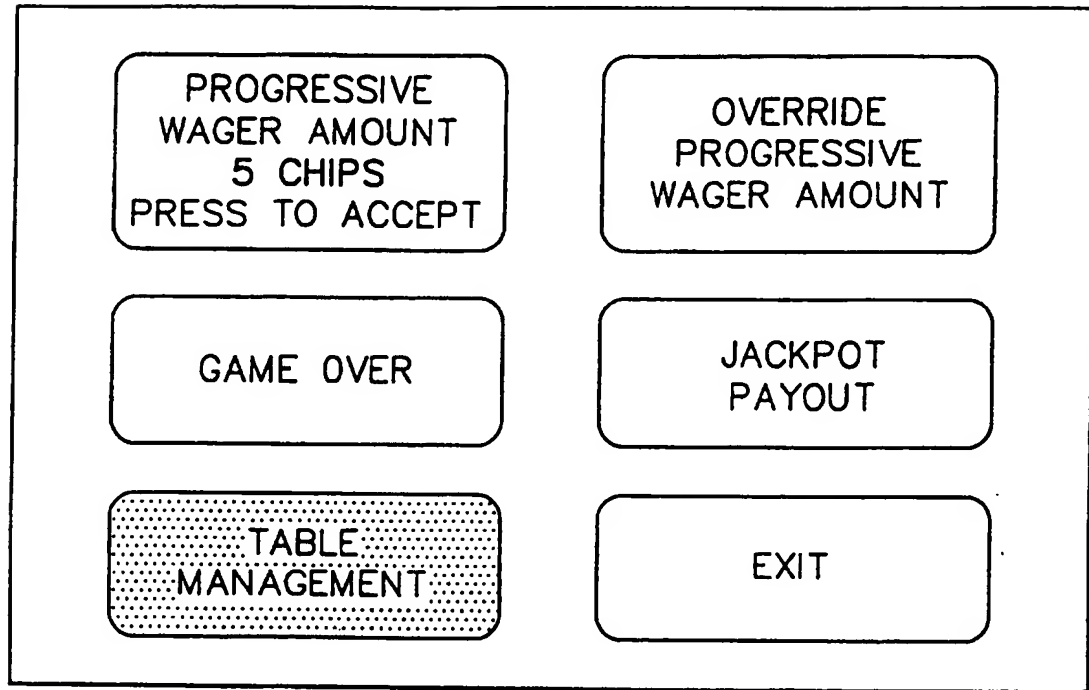 PROGRESSIVE
WAGER AMOUNT
5 CHIPS
PRESS TO ACCEPT
OVERRIDE
PROGRESSIVE
WAGER AMOUNT
GAME OVER
JACKPOT
PAYOUT
TABLE
MANAGEMENT
EXIT